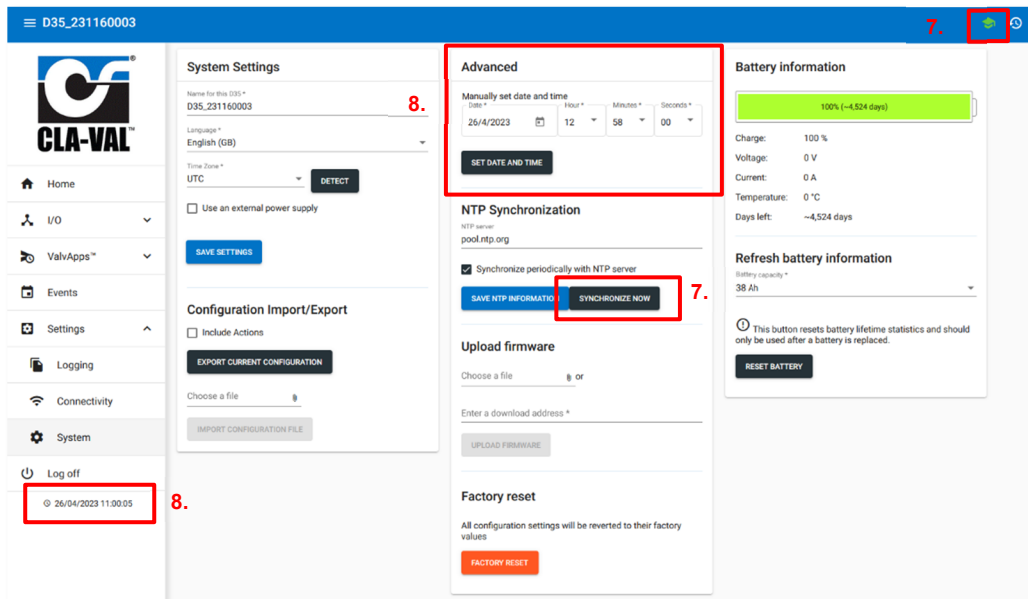 D35_231160003
7.
CLA-VAL™
®
Home
I/O
ValvApps™
Events
Settings
Logging
Connectivity
System
Log off
26/04/2023 11:00:05
8.
System Settings
Name for this D35 *
D35_231160003
Language *
English (GB)
Time Zone *
UTC
DETECT
Use an external power supply
SAVE SETTINGS
Configuration Import/Export
Include Actions
EXPORT CURRENT CONFIGURATION
Choose a file
IMPORT CONFIGURATION FILE
8.
Advanced
Manually set date and time
Date * Hour * Minutes * Seconds *
26/4/2023 12 58 00
SET DATE AND TIME
NTP Synchronization
NTP server
pool.ntp.org
Synchronize periodically with NTP server
SAVE NTP INFORMATION SYNCHRONIZE NOW
7.
Upload firmware
Choose a file or
Enter a download address *
UPLOAD FIRMWARE
Factory reset
All configuration settings will be reverted to their factory
values
FACTORY RESET
Battery information
100% (~4,524 days)
Charge: 100 %
Voltage: 0 V
Current: 0 A
Temperature: 0 °C
Days left: ~4,524 days
Refresh battery information
Battery capacity *
38 Ah
This button resets battery lifetime statistics and should
only be used after a battery is replaced.
RESET BATTERY